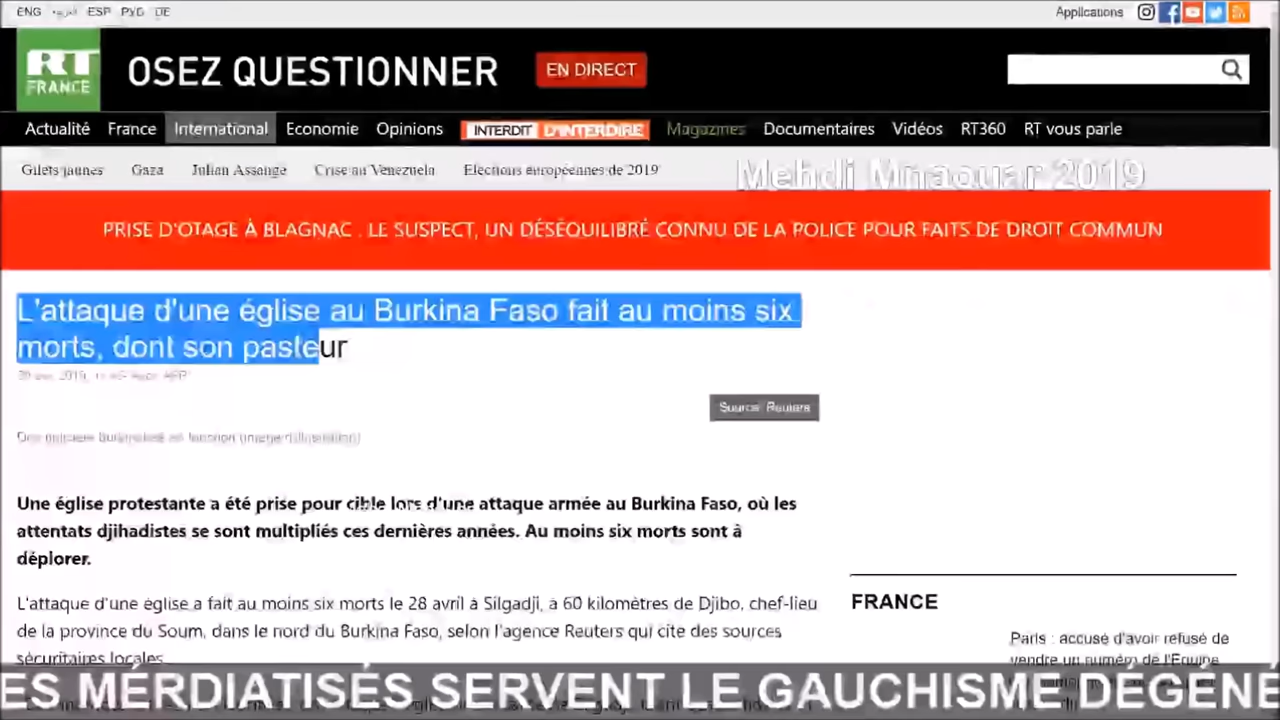 ENG ESP РУС DE
Applications
RT
FRANCE
OSEZ QUESTIONNER
EN DIRECT
Actualité France International Economie Opinions INTERDIT D'INTERDIRE Magazines Documentaires Vidéos RT360 RT vous parle
Gilets jaunes Gaza Julian Assange Crise au Venezuela Elections européennes de 2019
Mehdi Mnaouar 2019
PRISE D'OTAGE À BLAGNAC : LE SUSPECT, UN DÉSÉQUILIBRÉ CONNU DE LA POLICE POUR FAITS DE DROIT COMMUN
L'attaque d'une église au Burkina Faso fait au moins six
morts, dont son pasteur
Source: Reuters
Une église protestante a été prise pour cible lors d'une attaque armée au Burkina Faso, où les
attentats djihadistes se sont multipliés ces dernières années. Au moins six morts sont à
déplorer.
L'attaque d'une église a fait au moins six morts le 28 avril à Silgadji, à 60 kilomètres de Djibo, chef-lieu
de la province du Soum, dans le nord du Burkina Faso, selon l'agence Reuters qui cite des sources
sécuritaires locales.
FRANCE
Paris : accusé d'avoir refusé de
vendre un numéro de l'Equipe
ES MÉRDIATISÉS SERVENT LE GAUCHISME DÉGÉNÉ